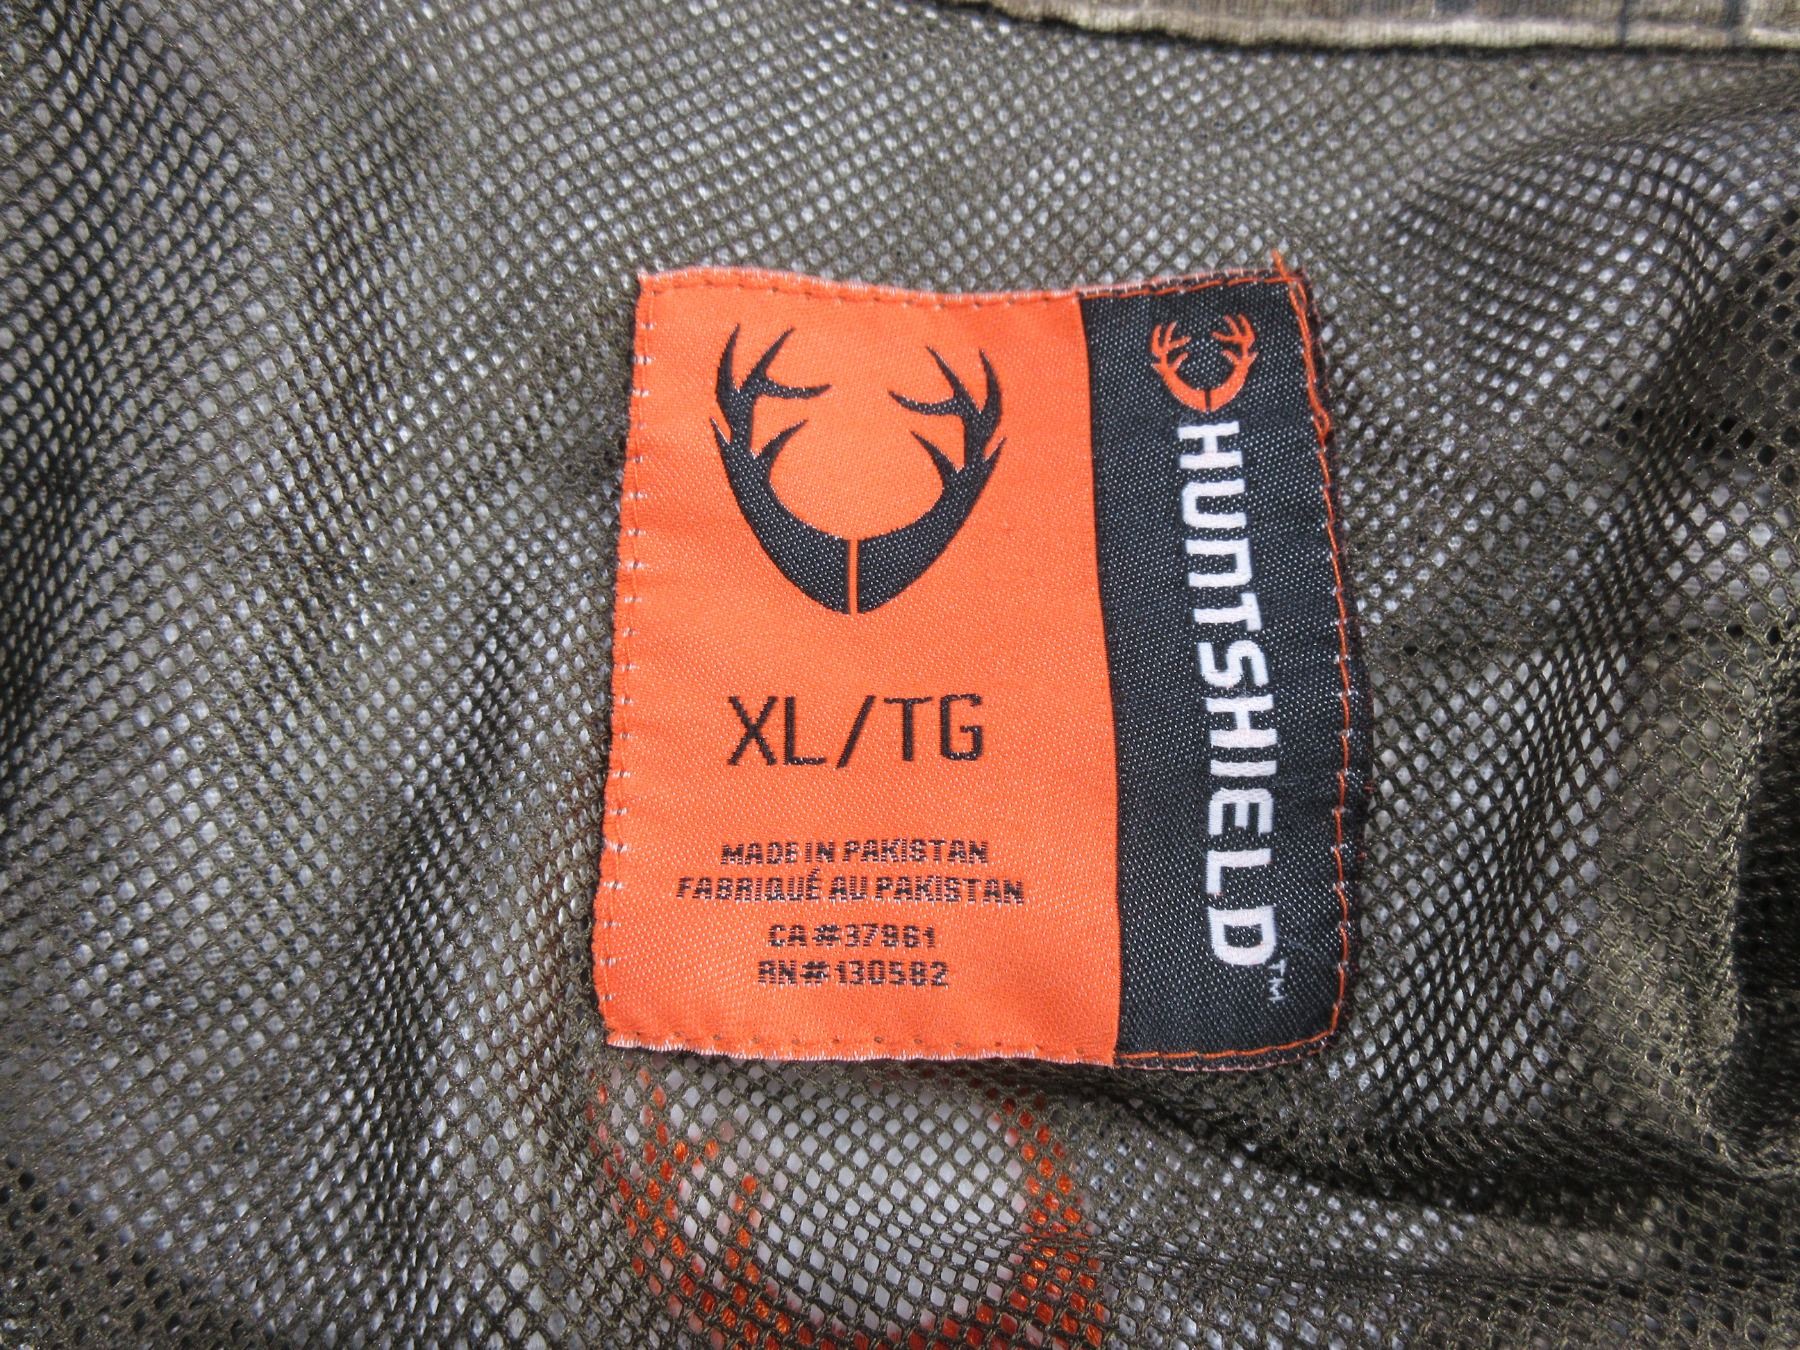 XL/TG
MADE IN PAKISTAN
FABRIQUÉ AU PAKISTAN
CA#37961
RN#130582
HUNTSHIELD™